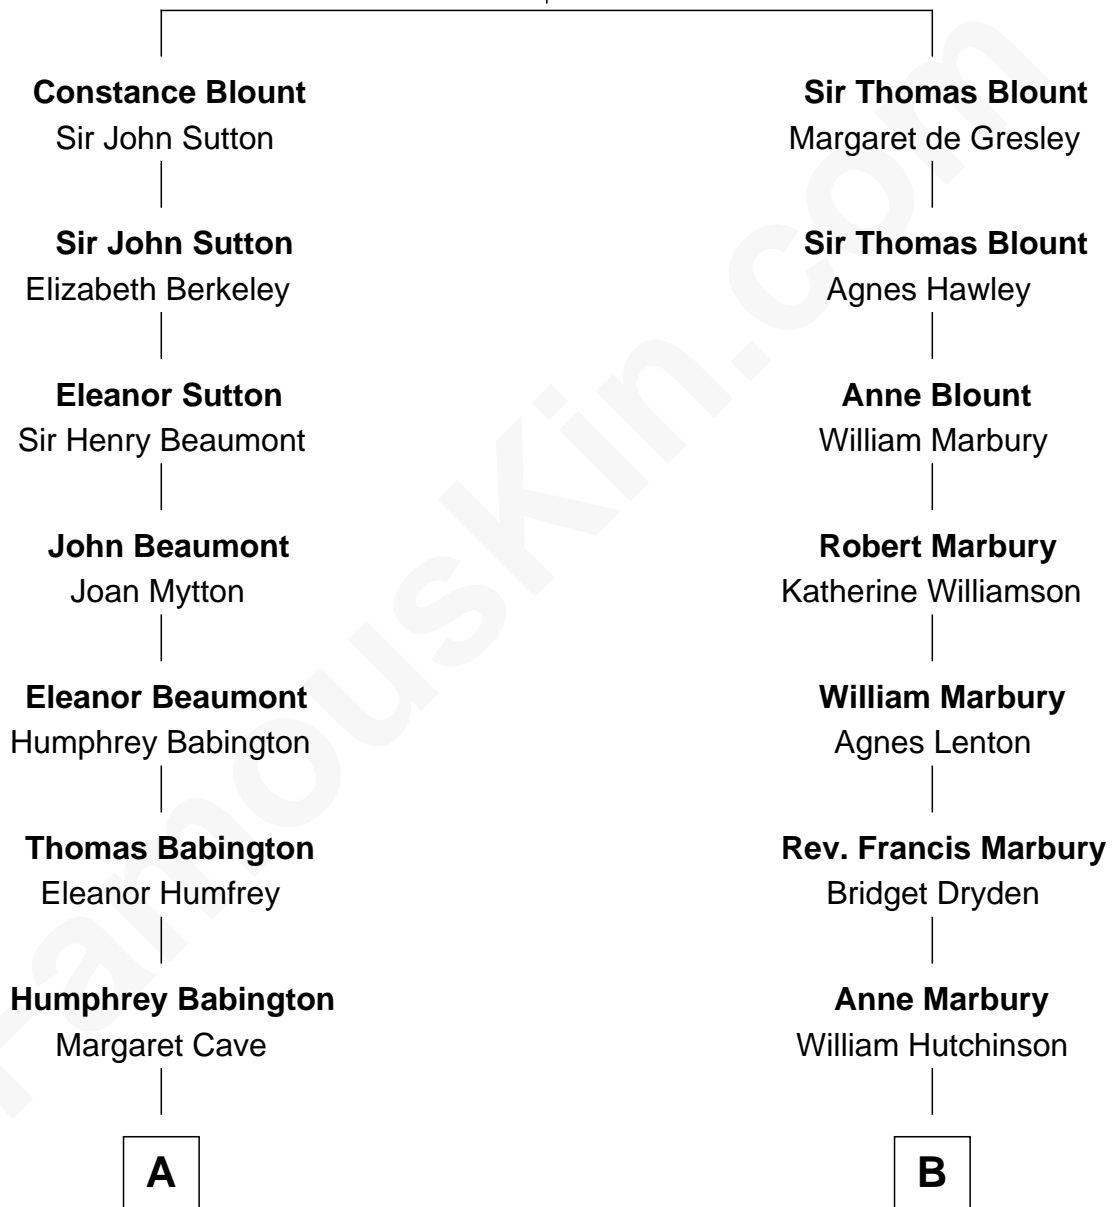 Constance Blount
Sir John Sutton
Sir Thomas Blount
Margaret de Gresley
Sir John Sutton
Elizabeth Berkeley
Sir Thomas Blount
Agnes Hawley
Eleanor Sutton
Sir Henry Beaumont
Anne Blount
William Marbury
John Beaumont
Joan Mytton
Robert Marbury
Katherine Williamson
Eleanor Beaumont
Humphrey Babington
William Marbury
Agnes Lenton
Thomas Babington
Eleanor Humfrey
Rev. Francis Marbury
Bridget Dryden
Humphrey Babington
Margaret Cave
Anne Marbury
William Hutchinson
A
B
FamousKin.com